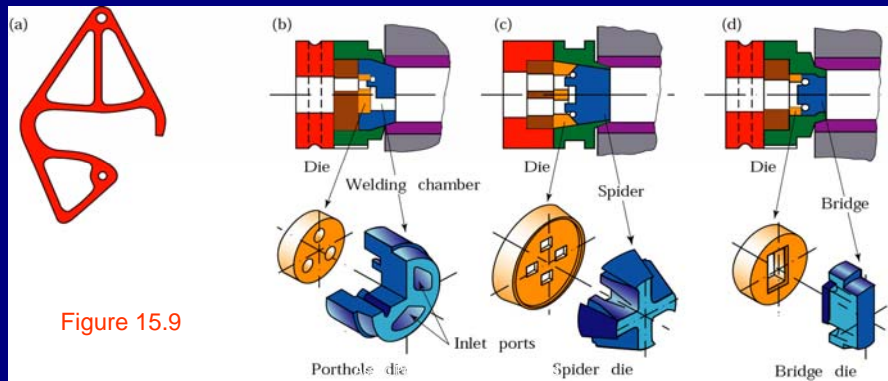 (a)
(b)
(c)
(d)
Die
Welding chamber
Die
Spider
Die
Bridge
Figure 15.9
Inlet ports
Porthole die
Spider die
Bridge die